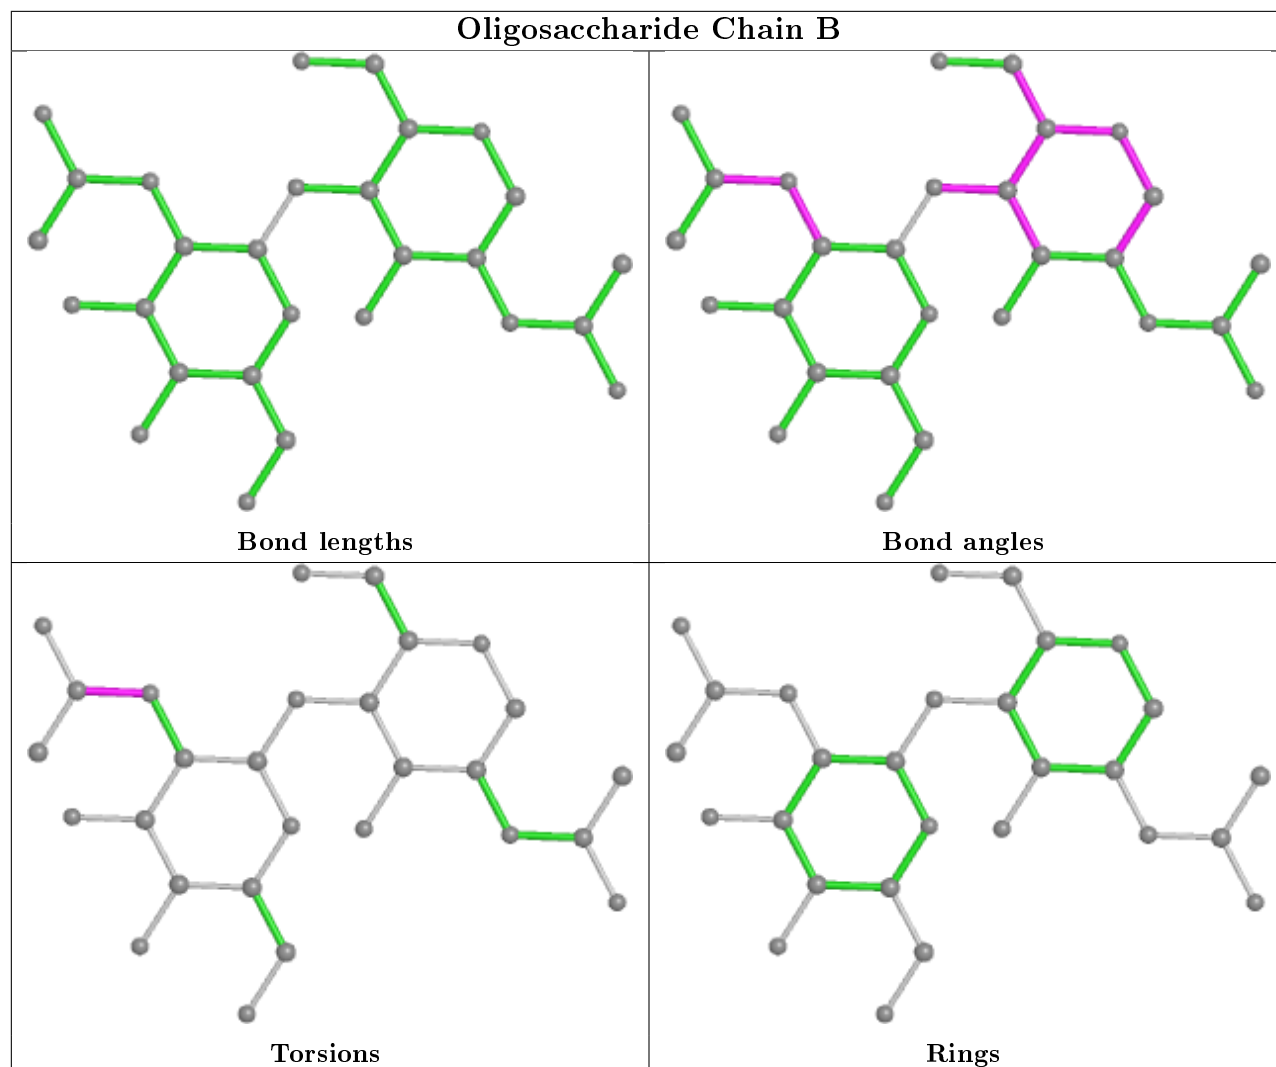 Oligosaccharide Chain B
Bond lengths
Bond angles
Torsions
Rings